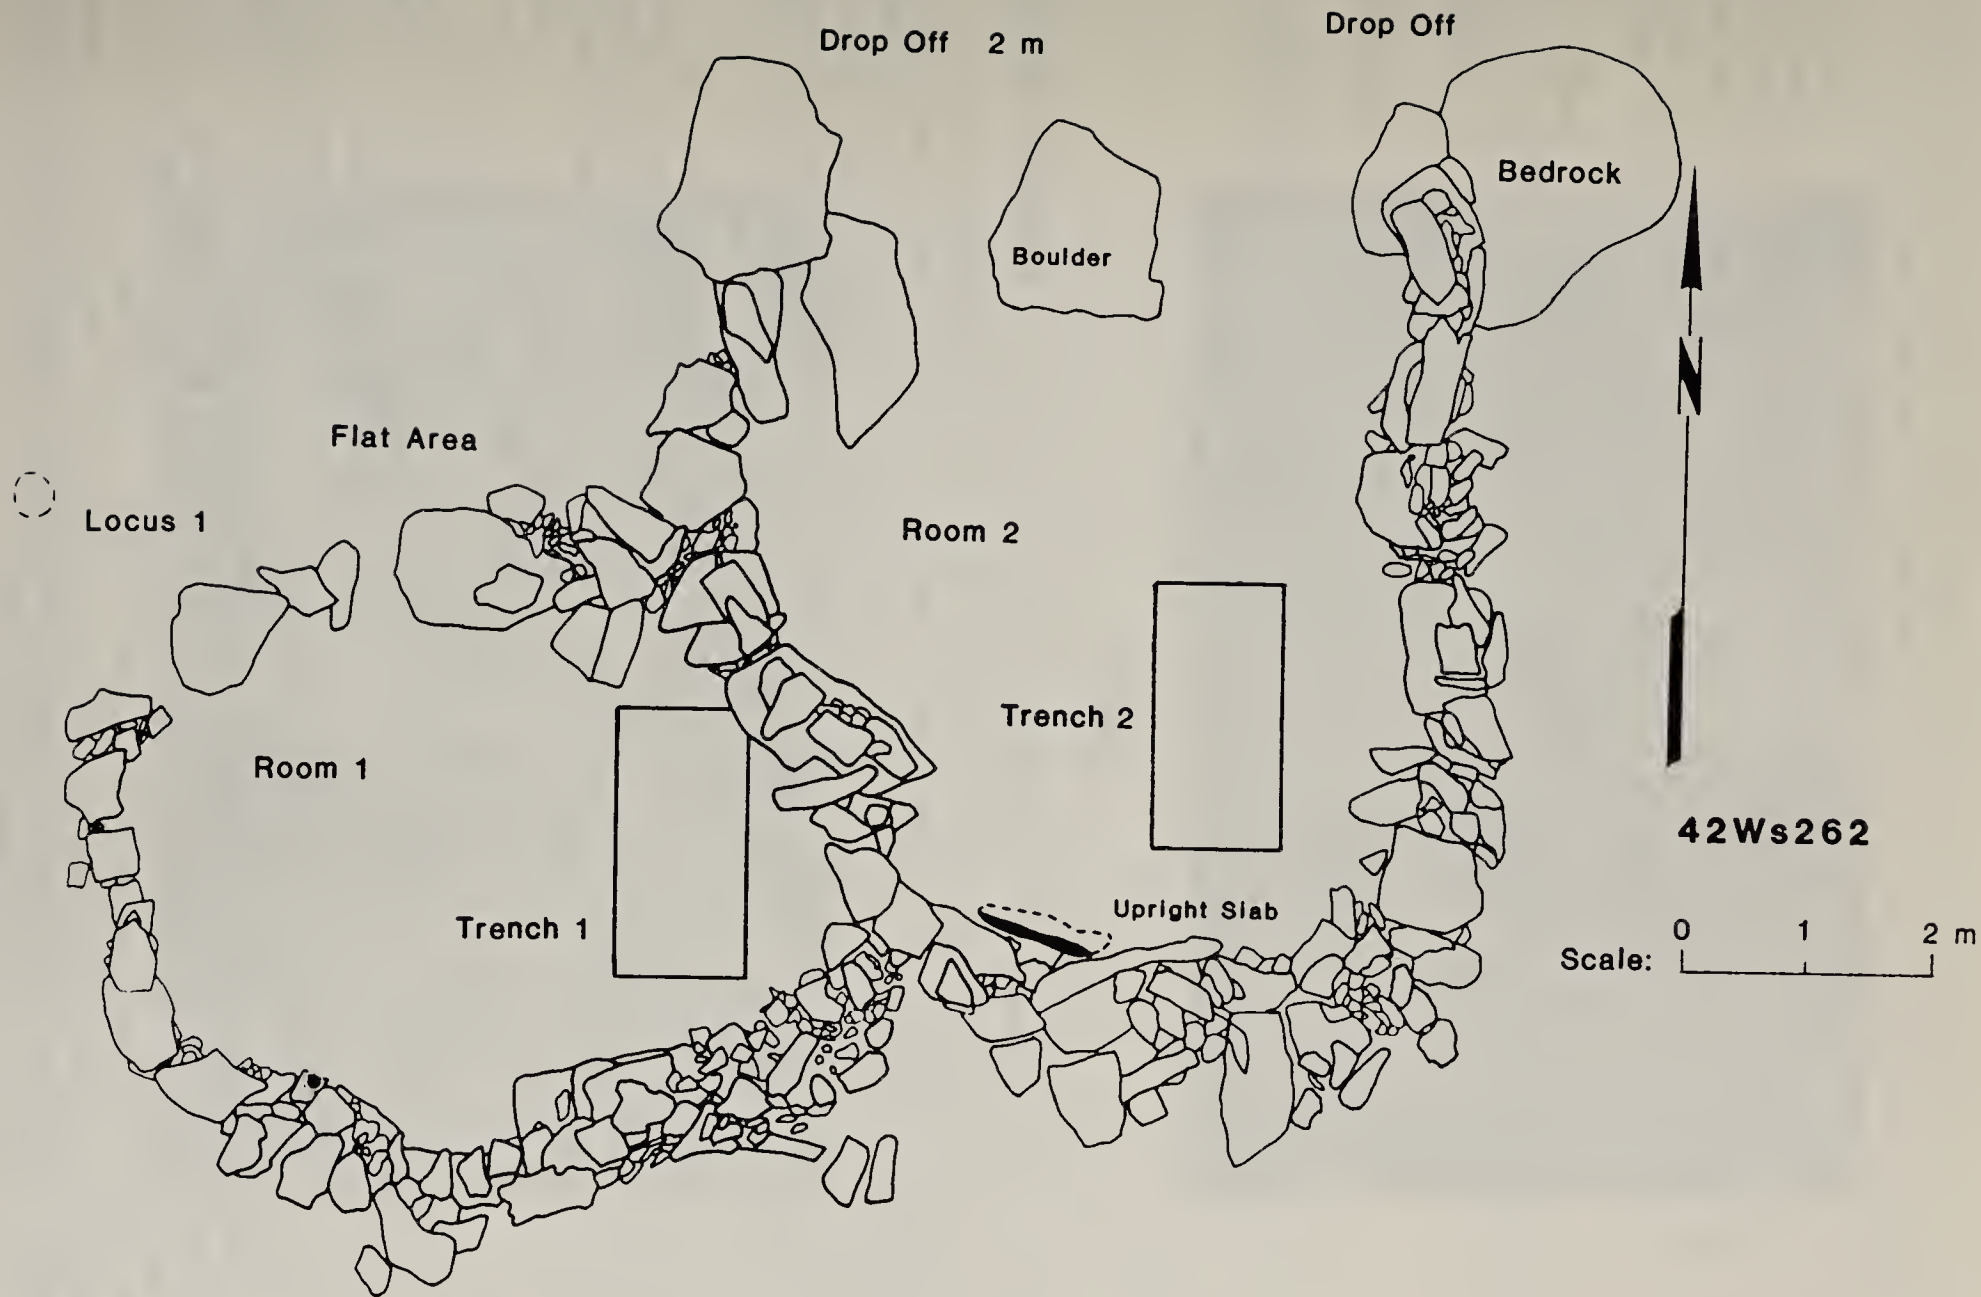 Drop Off 2 m
Drop Off
Bedrock
Boulder
N
Flat Area
Locus 1
Room 2
Room 1
Trench 2
42Ws262
Upright Slab
Trench 1
0 1 2 m
Scale: